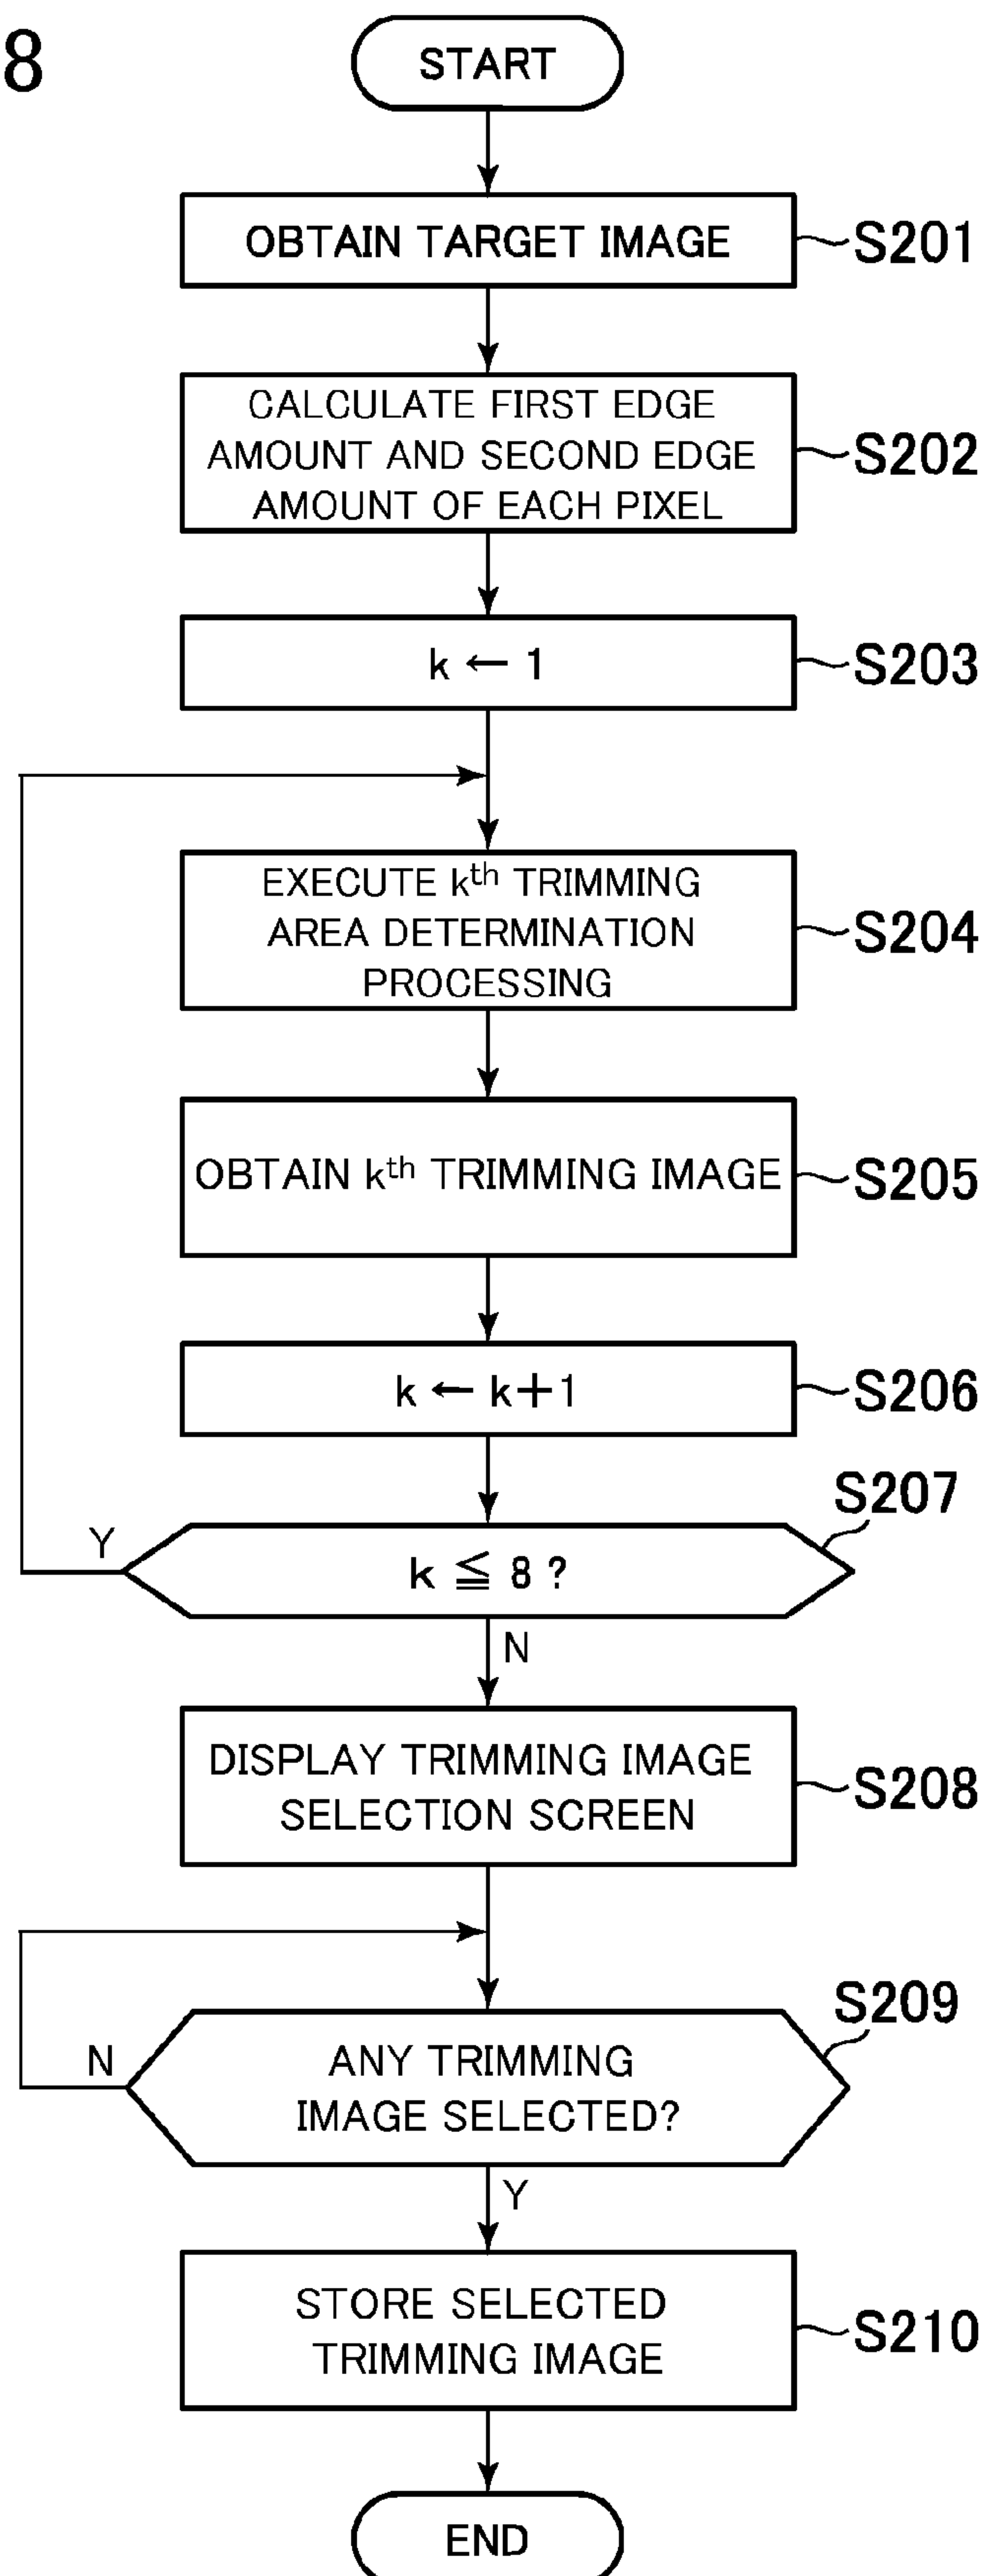 8
START
OBTAIN TARGET IMAGE
S201
CALCULATE FIRST EDGE
AMOUNT AND SECOND EDGE
AMOUNT OF EACH PIXEL
S202
k ← 1
S203
EXECUTE kth TRIMMING
AREA DETERMINATION
PROCESSING
S204
OBTAIN kth TRIMMING IMAGE
S205
k ← k+1
S206
S207
Y
k ≦ 8 ?
N
DISPLAY TRIMMING IMAGE
SELECTION SCREEN
S208
S209
N
ANY TRIMMING
IMAGE SELECTED?
Y
STORE SELECTED
TRIMMING IMAGE
S210
END